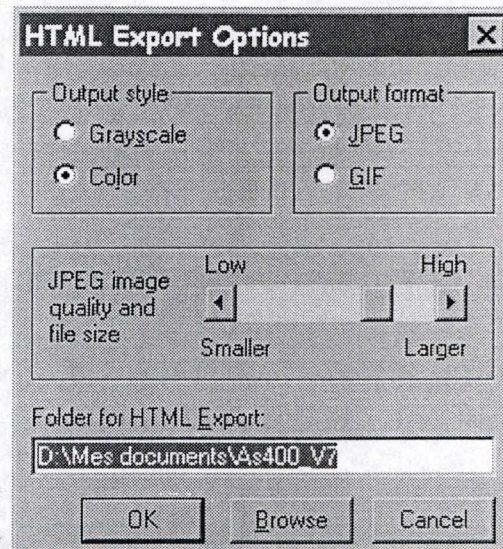 HTML Export Options
Output style
Grayscale
Color
Output format
JPEG
GIF
JPEG image
quality and
file size
Low
High
Smaller
Larger
Folder for HTML Export:
D:\Mes documents\As400_V7
OK
Browse
Cancel